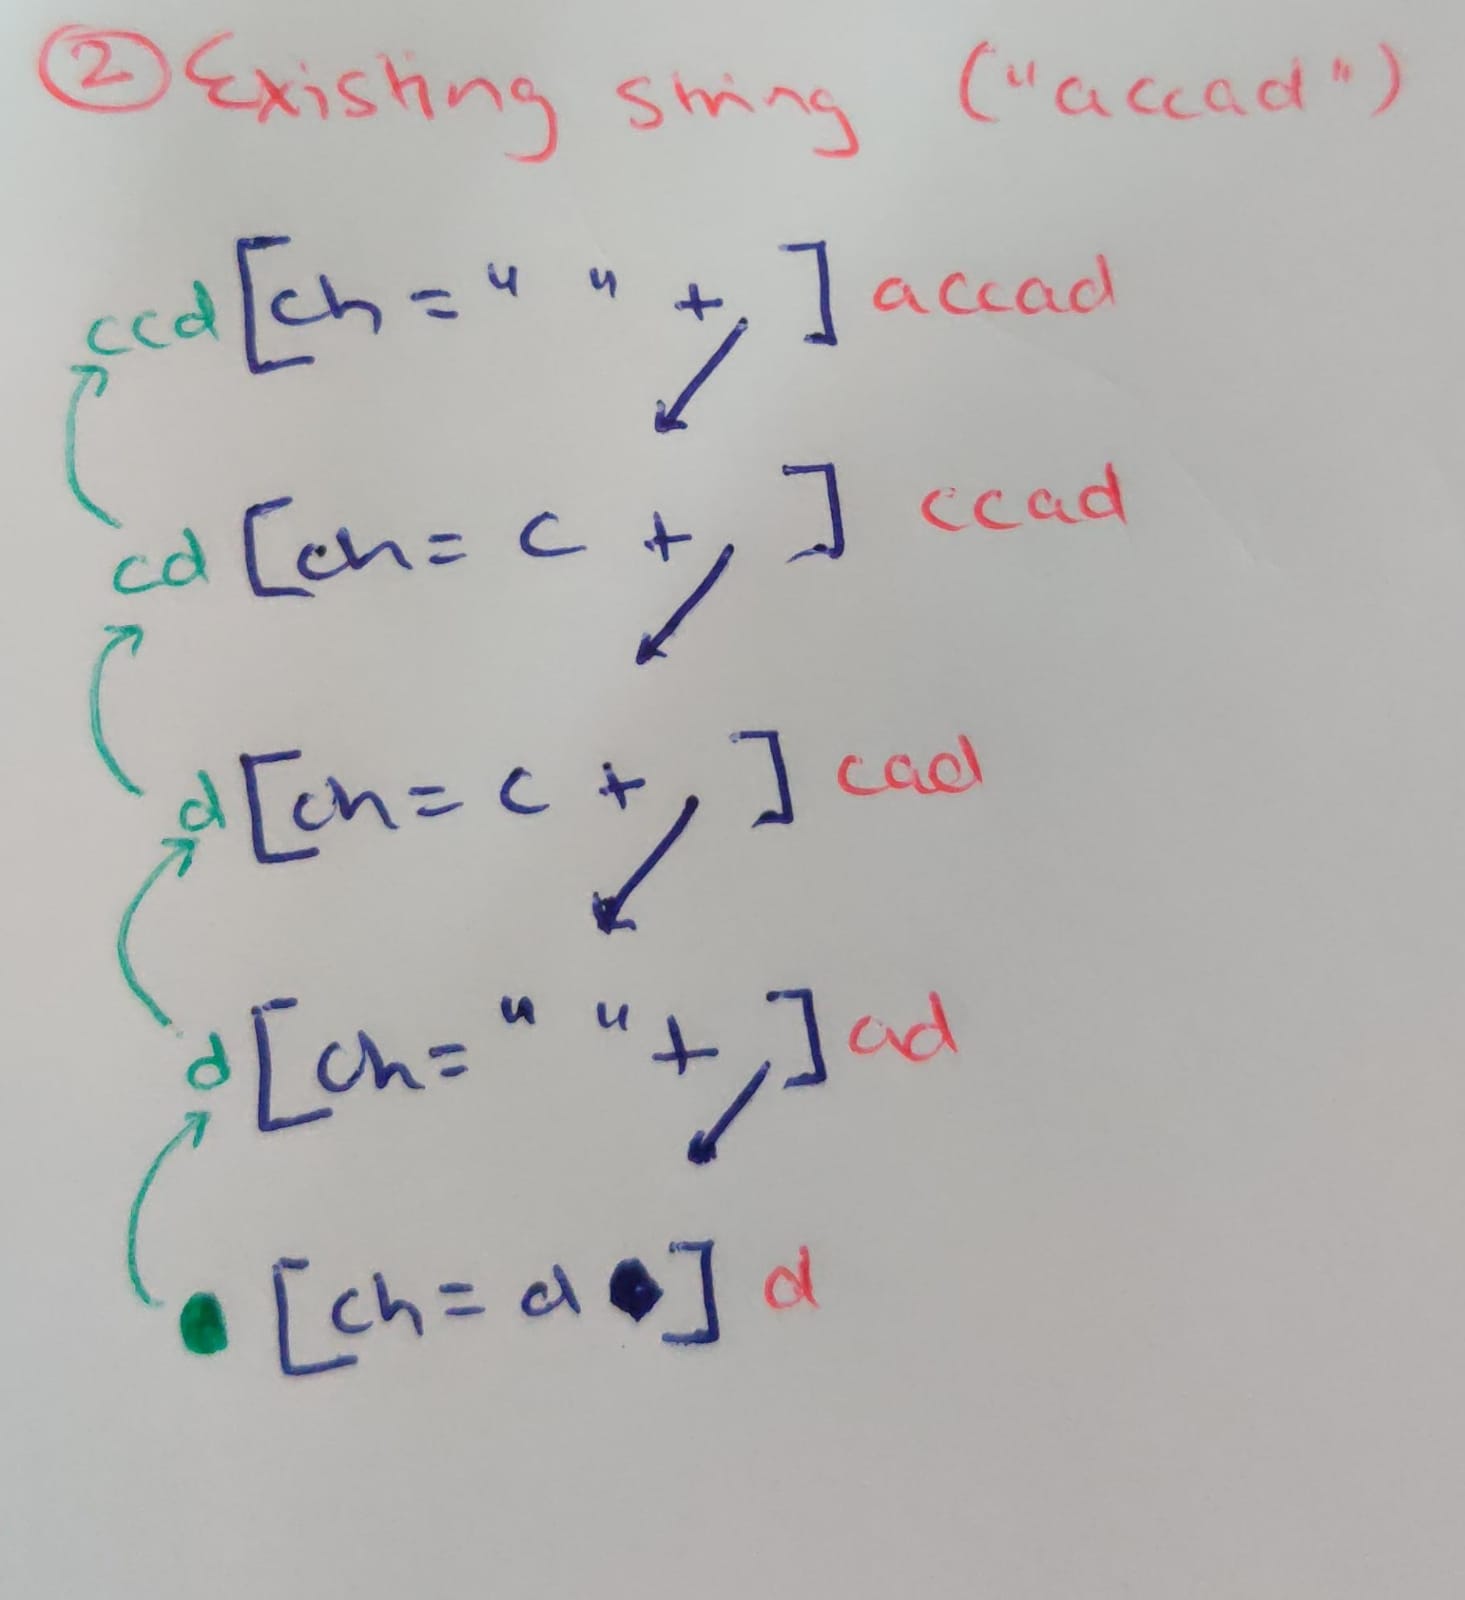 ② Existing string ("accad")
ccd [ch = " " + ] accad
cd [ch = c + ] ccad
d [ch = c + ] cad
d [ch = " " + ] ad
[ch = d ] d